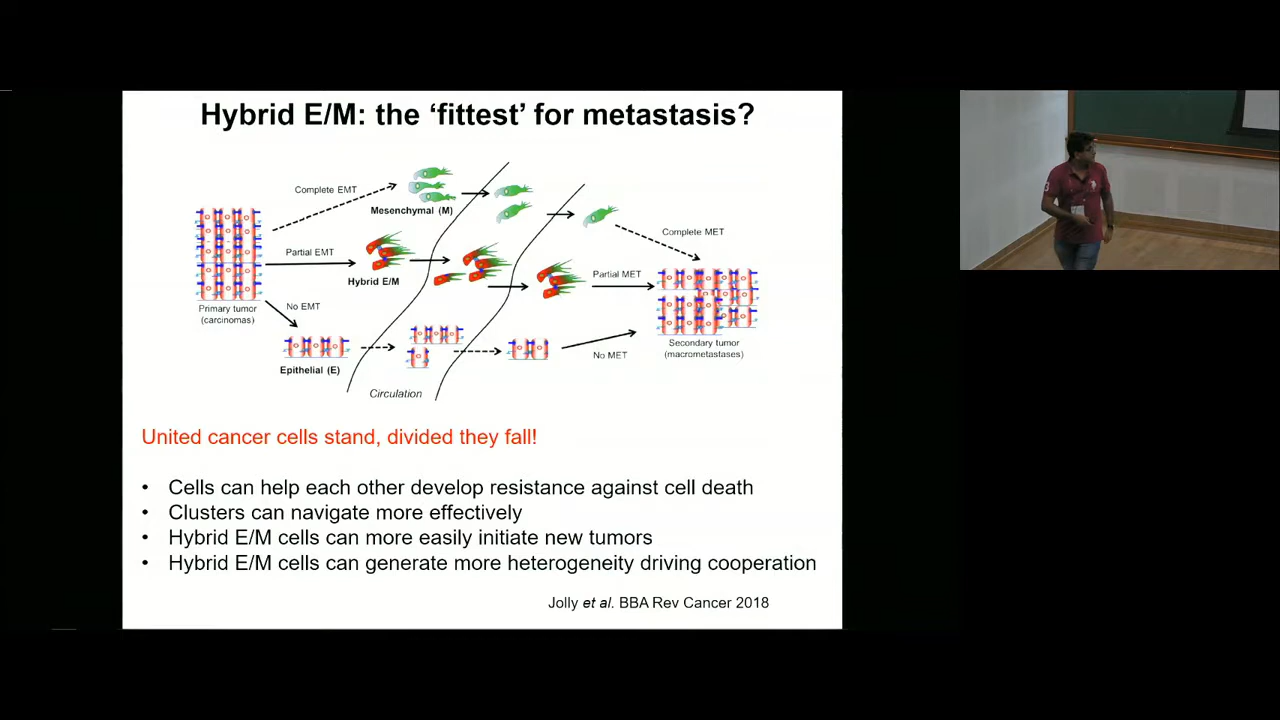 Hybrid E/M: the ‘fittest’ for metastasis?
Complete EMT
Mesenchymal (M)
Partial EMT
Hybrid E/M
No EMT
Primary tumor
(carcinomas)
Epithelial (E)
Circulation
Complete MET
Partial MET
No MET
Secondary tumor
(macrometastases)
United cancer cells stand, divided they fall!
• Cells can help each other develop resistance against cell death
• Clusters can navigate more effectively
• Hybrid E/M cells can more easily initiate new tumors
• Hybrid E/M cells can generate more heterogeneity driving cooperation
Jolly et al. BBA Rev Cancer 2018